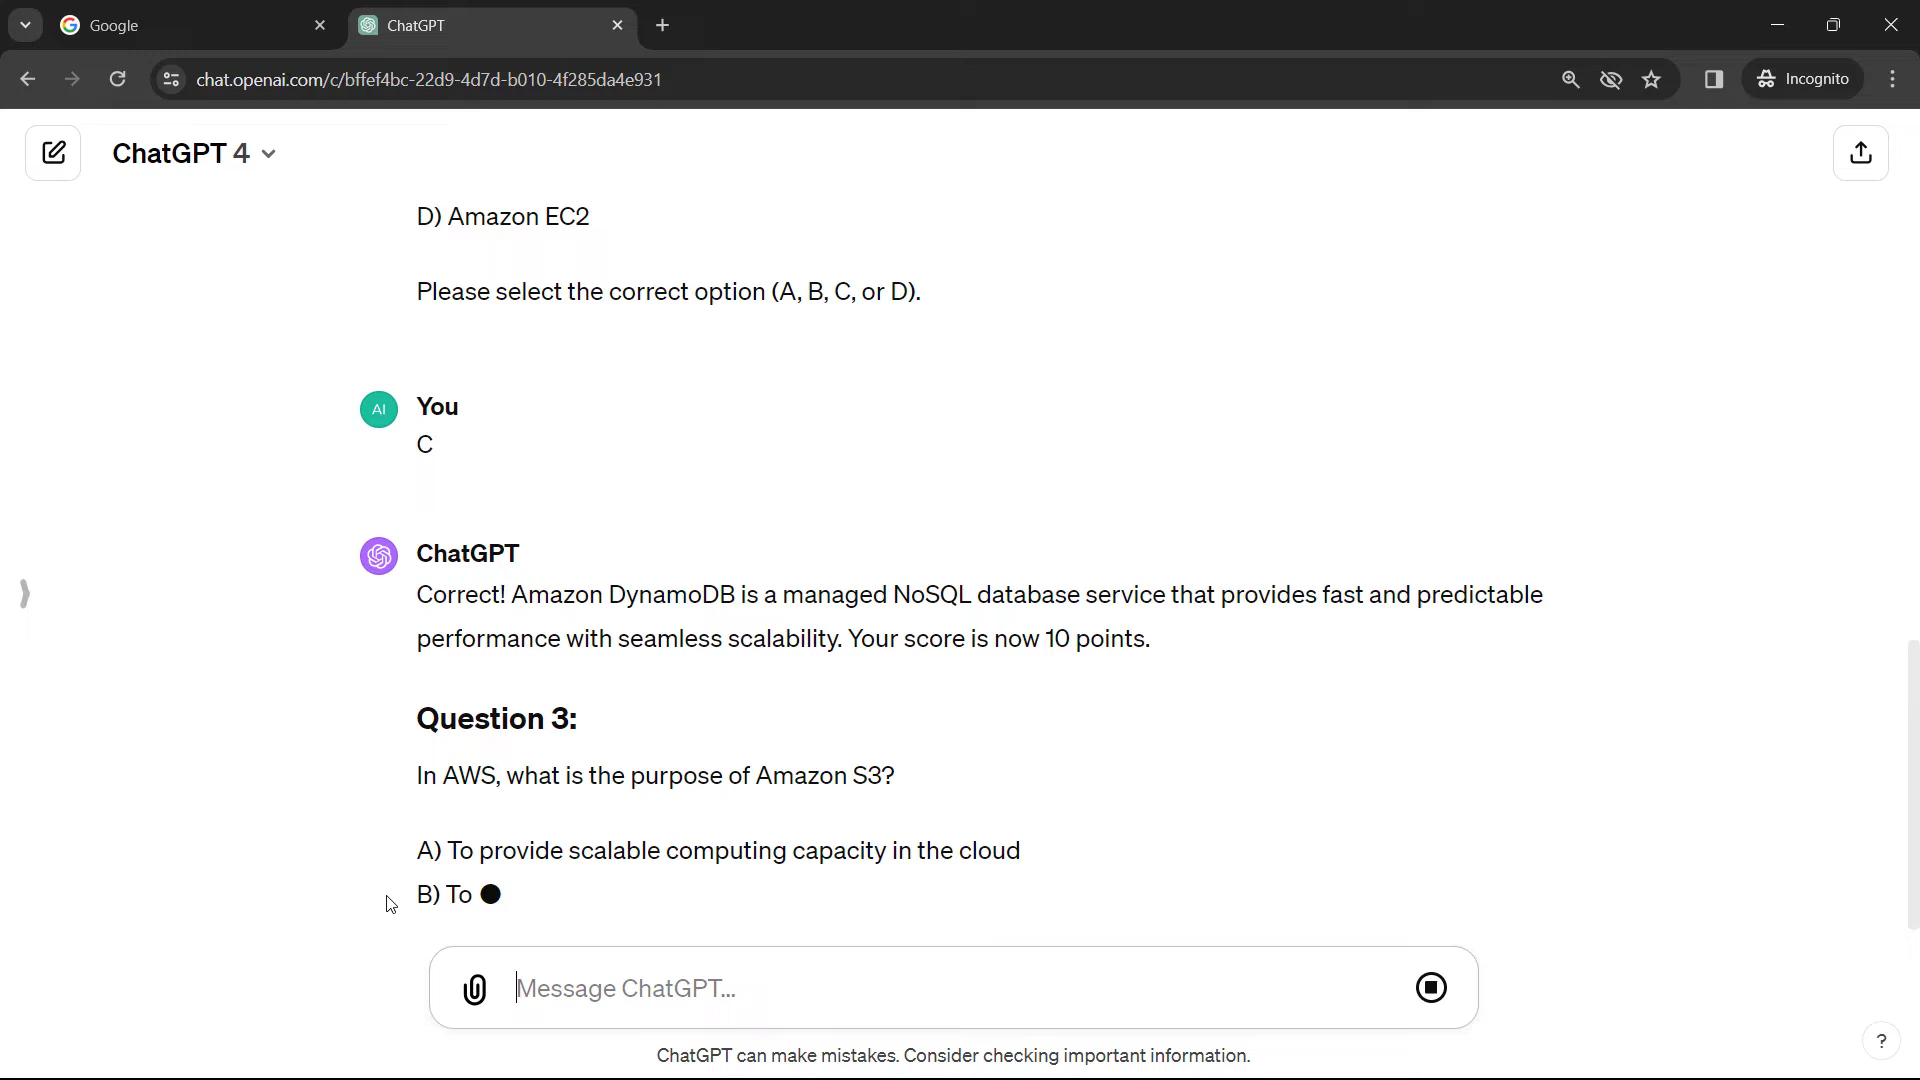 Google
ChatGPT
chat.openai.com/c/bffef4bc-22d9-4d7d-b010-4f285da4e931
Incognito
ChatGPT 4
D) Amazon EC2
Please select the correct option (A, B, C, or D).
AI
You
C
ChatGPT
Correct! Amazon DynamoDB is a managed NoSQL database service that provides fast and predictable
performance with seamless scalability. Your score is now 10 points.
Question 3:
In AWS, what is the purpose of Amazon S3?
A) To provide scalable computing capacity in the cloud
B) To
Message ChatGPT...
ChatGPT can make mistakes. Consider checking important information.
?